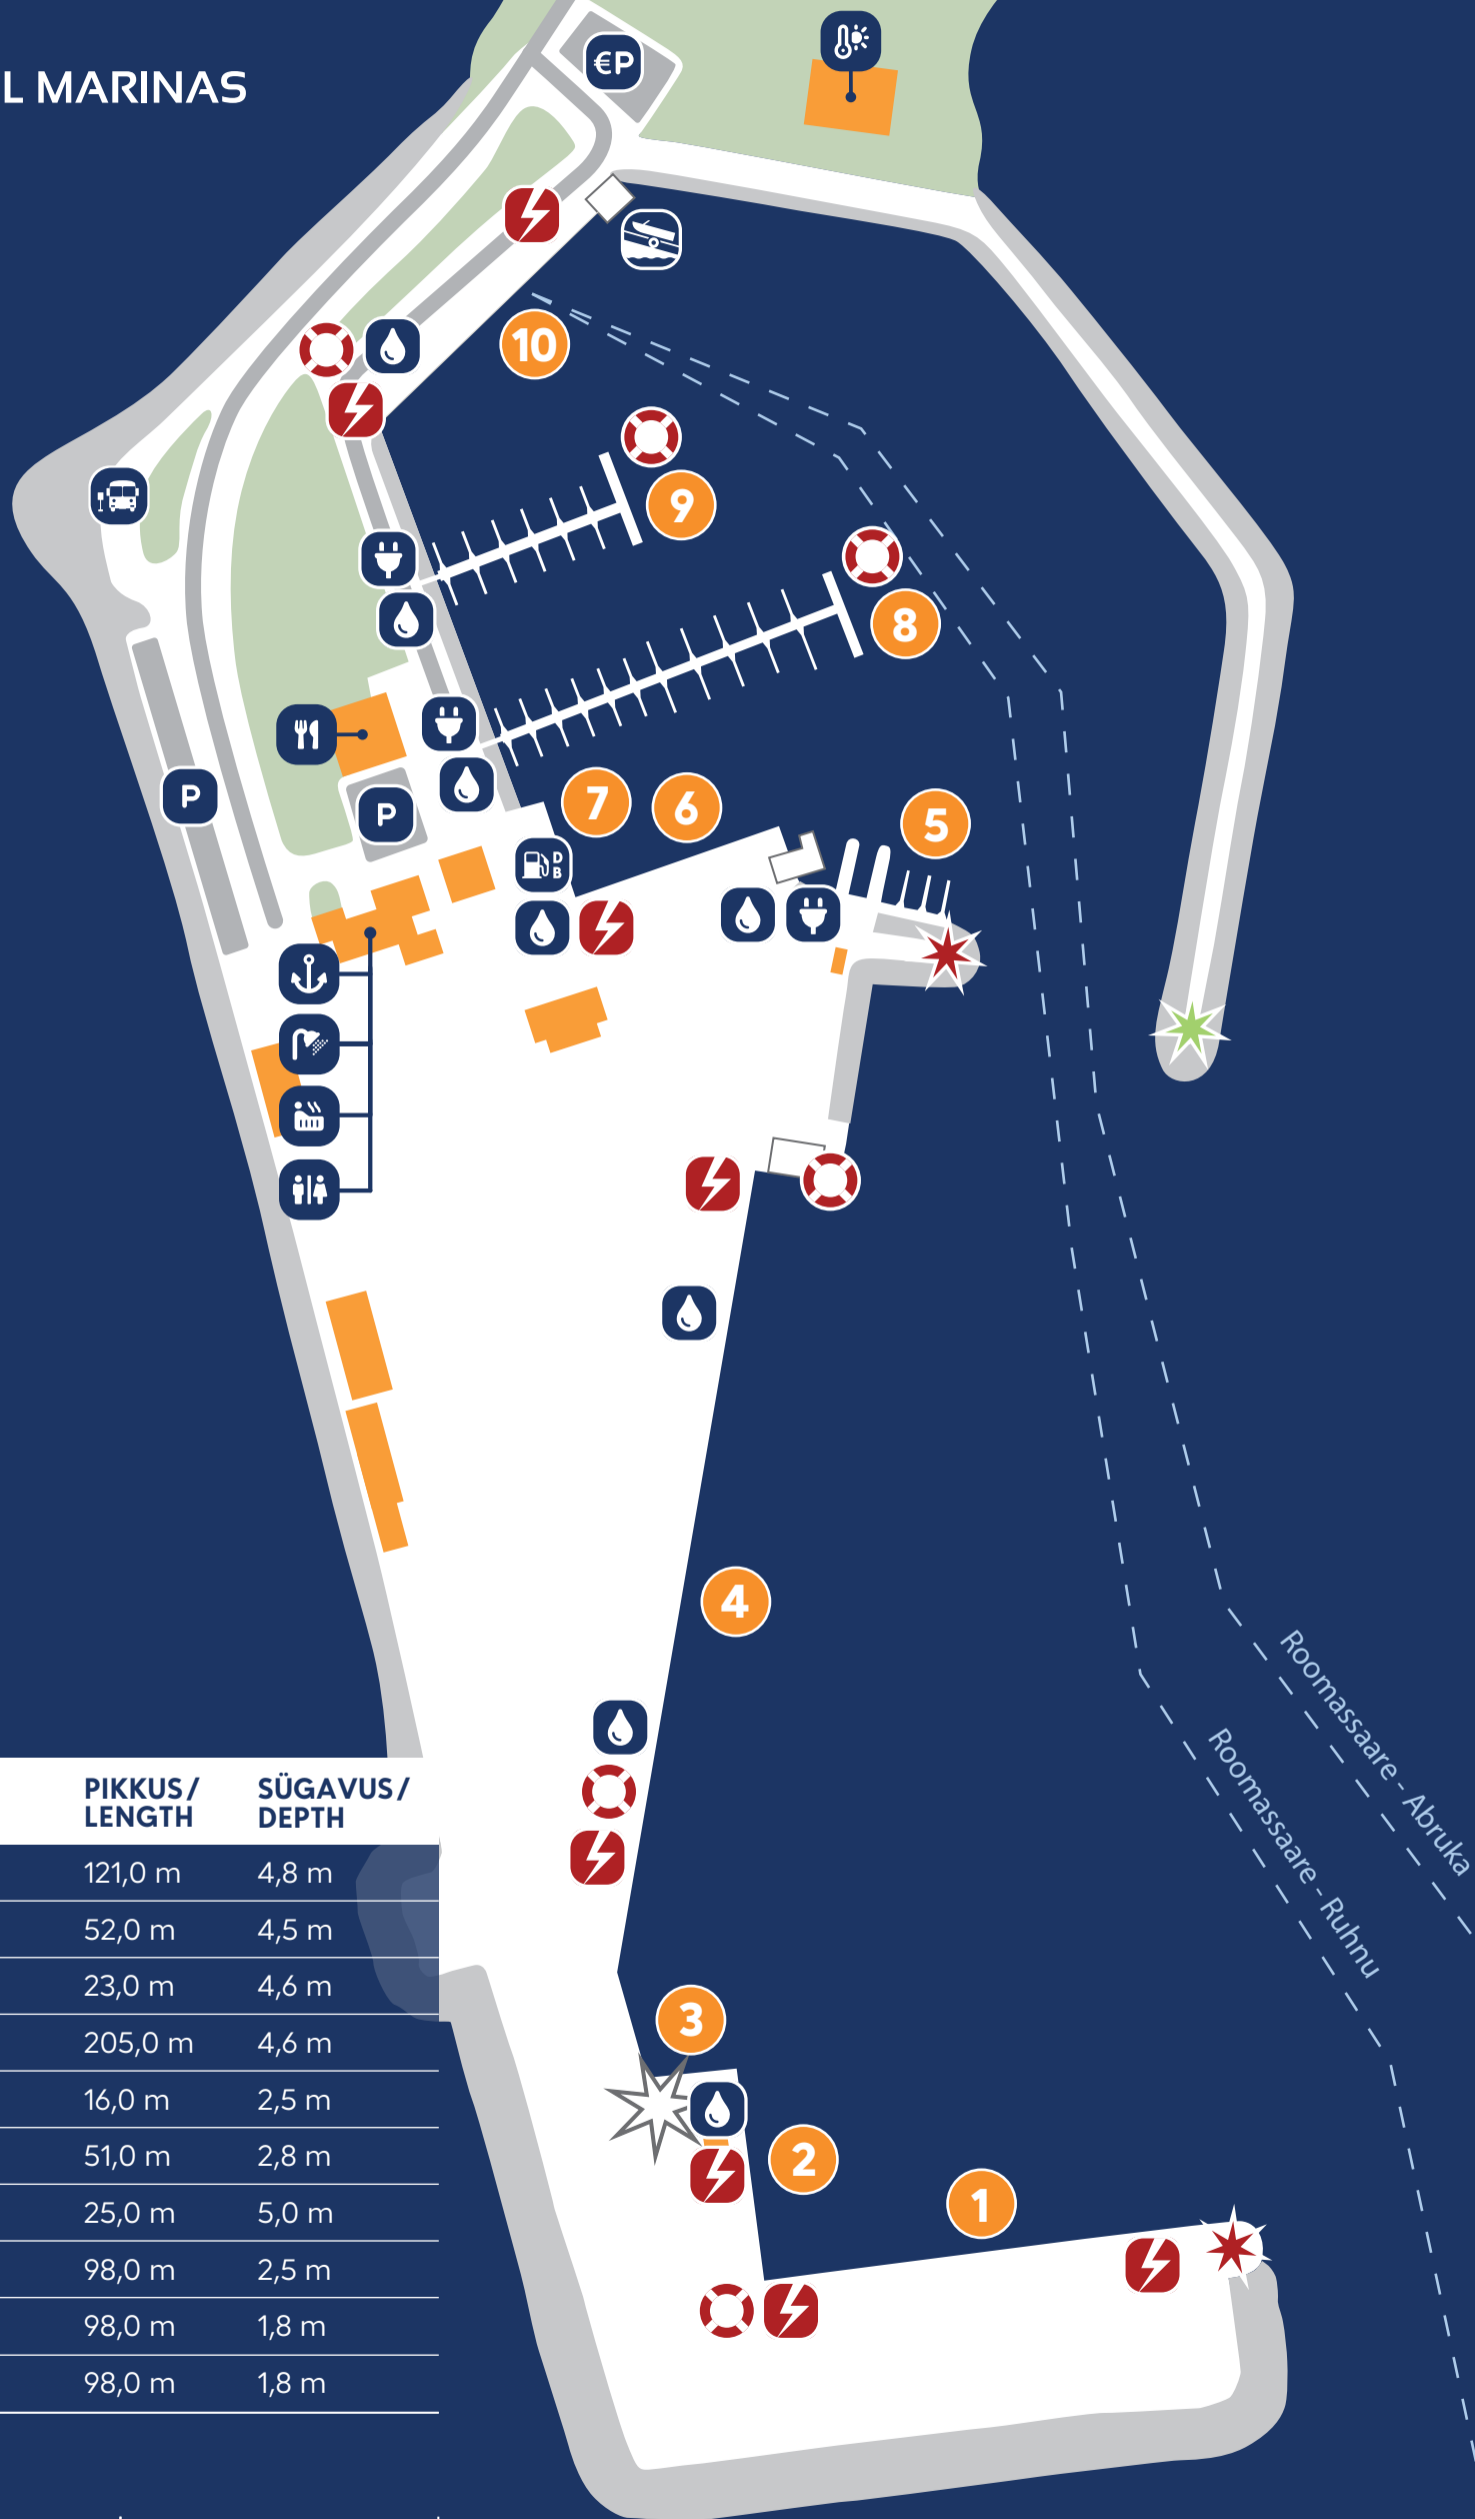 L MARINAS
€P
10
9
8
P
P
7
6
5
D
B
4
Roomassaare - Abruka
Roomassaare - Ruhnu
PIKKUS/
LENGTH
SÜGAVUS/
DEPTH
121,0 m 4,8 m
52,0 m 4,5 m
23,0 m 4,6 m
205,0 m 4,6 m
16,0 m 2,5 m
51,0 m 2,8 m
25,0 m 5,0 m
98,0 m 2,5 m
98,0 m 1,8 m
98,0 m 1,8 m
3
2
1